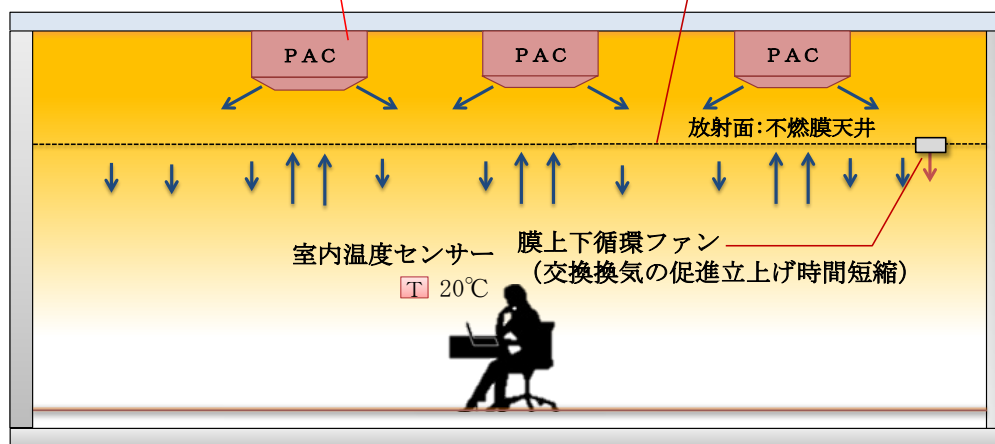 PAC
PAC
PAC
放射面:不燃膜天井
室内温度センサー
T 20℃
膜上下循環ファン
(交換換気の促進立上げ時間短縮)